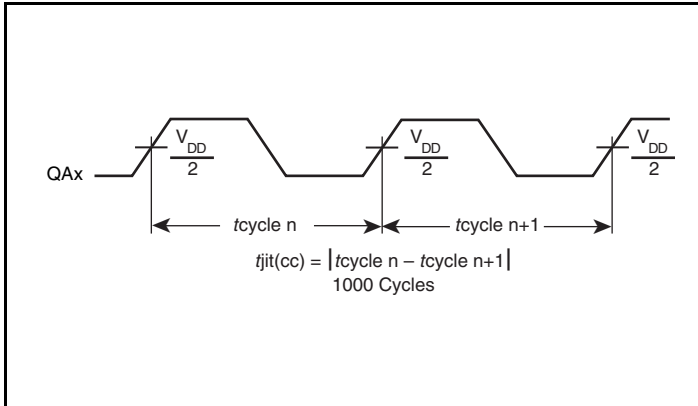 V_DD
2
V_DD
2
V_DD
2
QAx
tcycle n
tcycle n+1
tjit(cc) = |tcycle n – tcycle n+1|
1000 Cycles